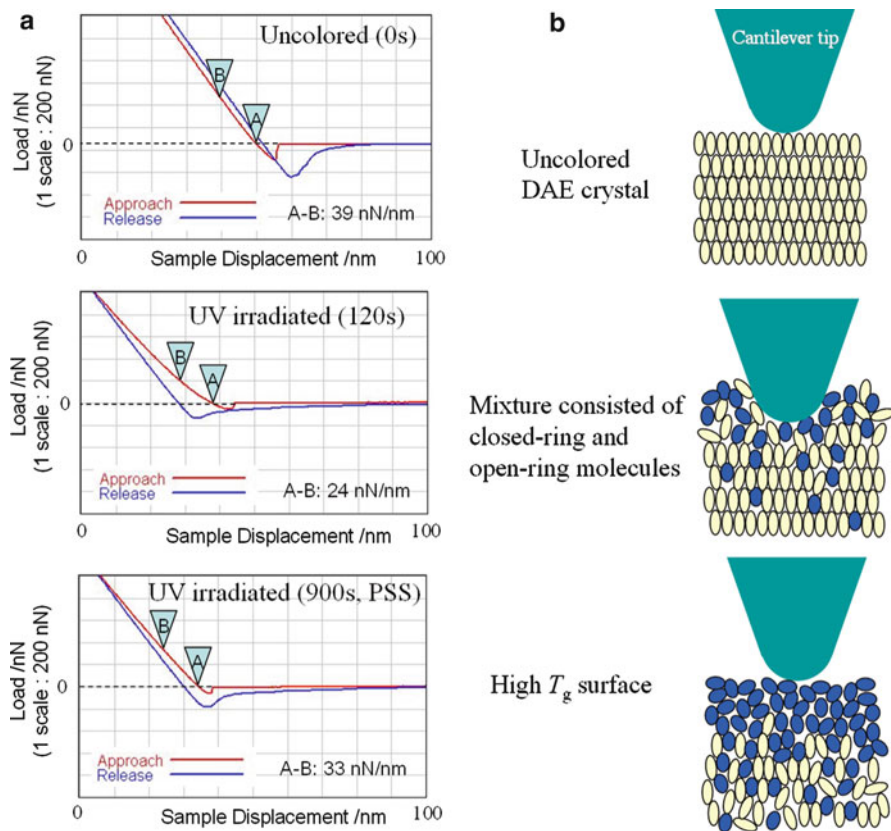 a
Load /nN
(1 scale : 200 nN)
0
Uncolored (0s)
B
A
Approach
Release
A-B: 39 nN/nm
Sample Displacement /nm
100
Load /nN
(1 scale : 200 nN)
0
UV irradiated (120s)
B
A
Approach
Release
A-B: 24 nN/nm
0
Sample Displacement /nm
100
Load /nN
(1 scale : 200 nN)
0
UV irradiated (900s, PSS)
B
A
Approach
Release
A-B: 33 nN/nm
0
Sample Displacement /nm
100
b
Cantilever tip
Uncolored
DAE crystal
Mixture consisted of
closed-ring and
open-ring molecules
High Tg surface